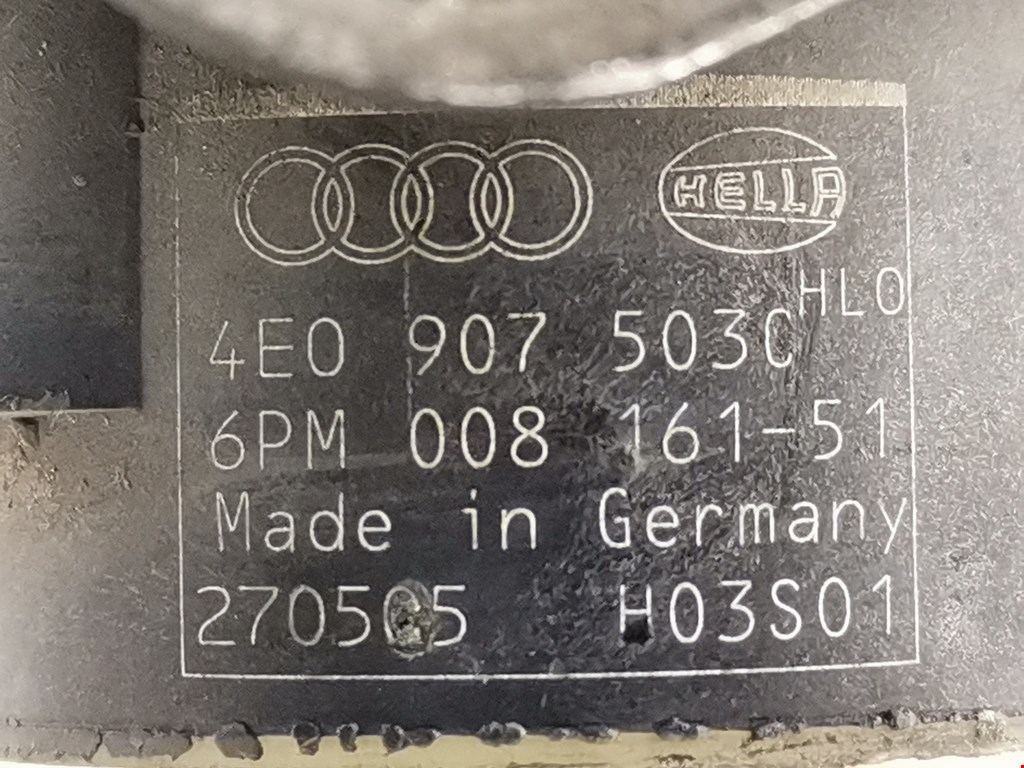 HELLA
HLO
4E0 907 503C
6PM 008 161-51
Made in Germany
270505 H03S01